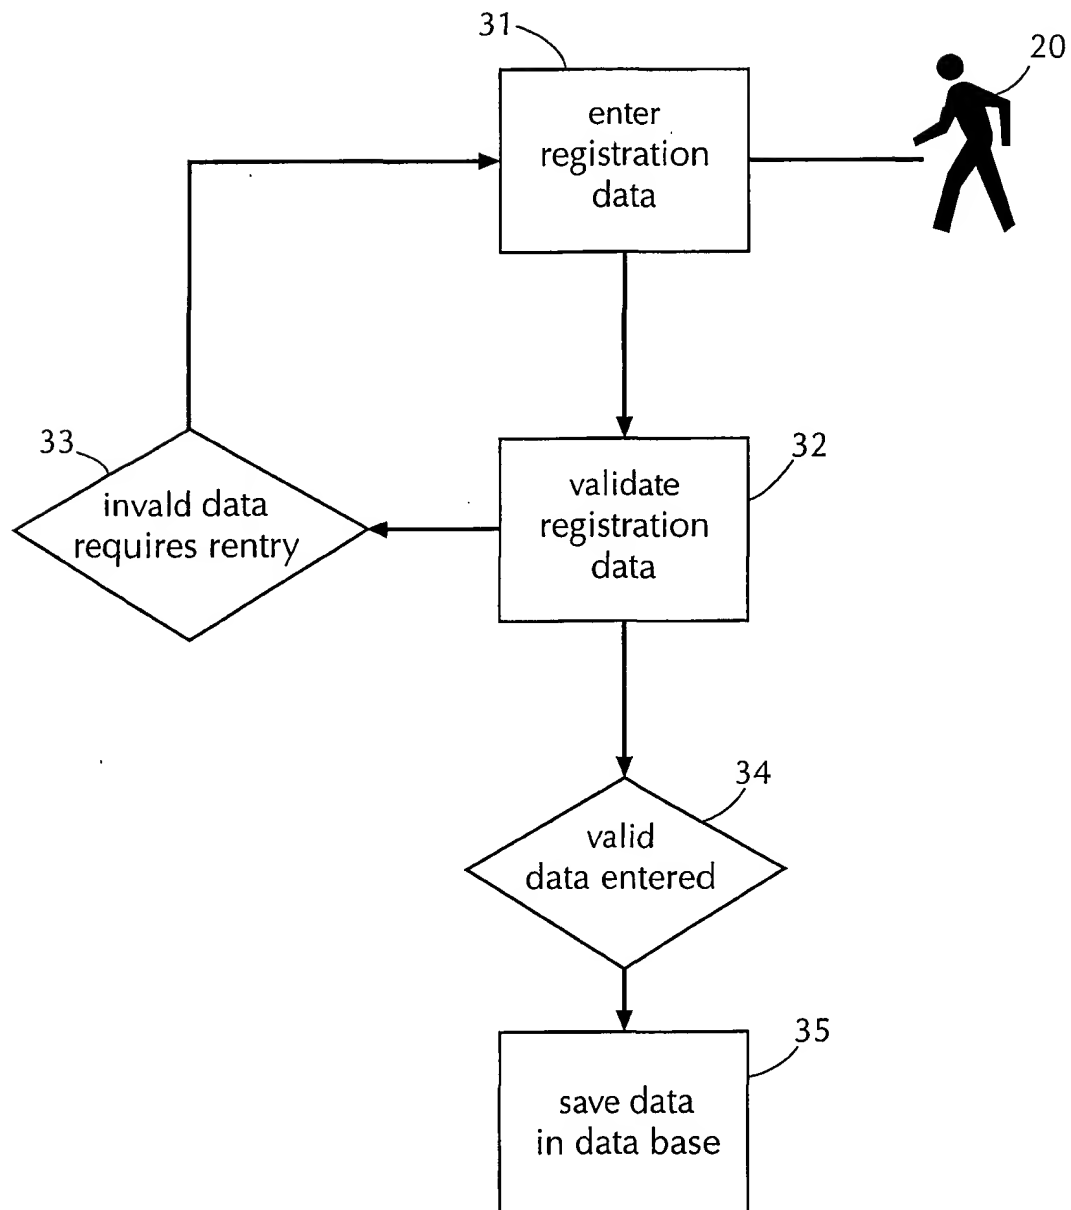 31
20
enter
registration
data
33
32
invald data
requires rentry
validate
registration
data
34
valid
data entered
35
save data
in data base